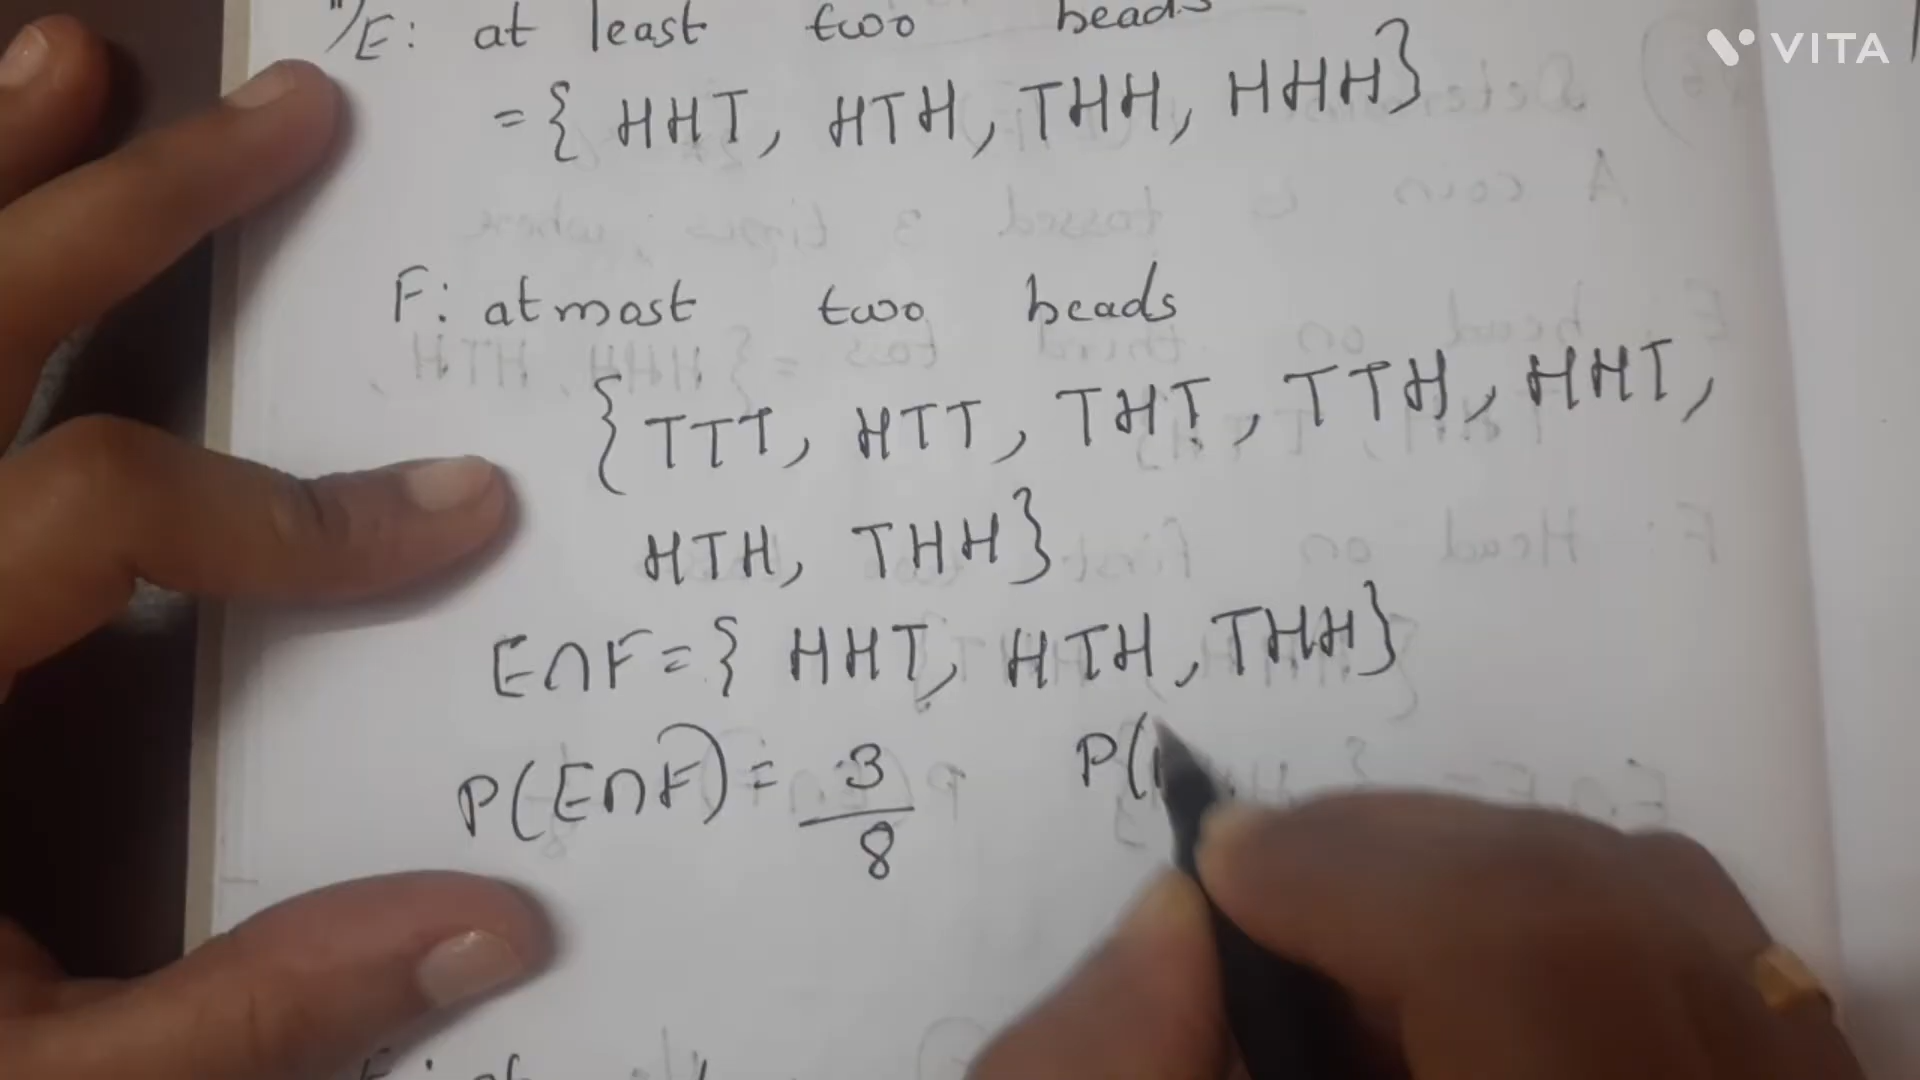 VITA
ii) E: at least two heads
= { HHT, HTH, THH, HHH}
F: atmost two heads
{TTT, HTT, THT, TTH, HHT,
HTH, THH}
E∩F = { HHT, HTH, THH}
P(E∩F) = 3/8 P(